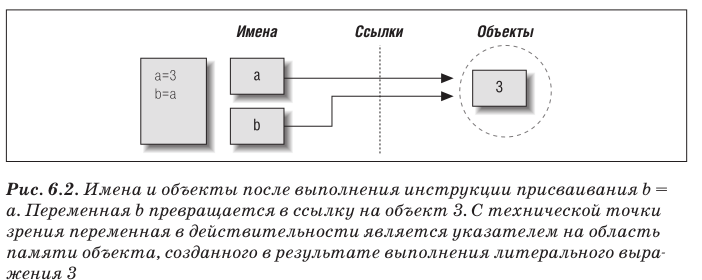 Имена Ссылки Объекты
a=3
b=a
a
b
3
Рис. 6.2. Имена и объекты после выполнения инструкции присваивания b =
a. Переменная b превращается в ссылку на объект 3. С технической точки
зрения переменная в действительности является указателем на область
памяти объекта, созданного в результате выполнения литерального выра-
жения 3